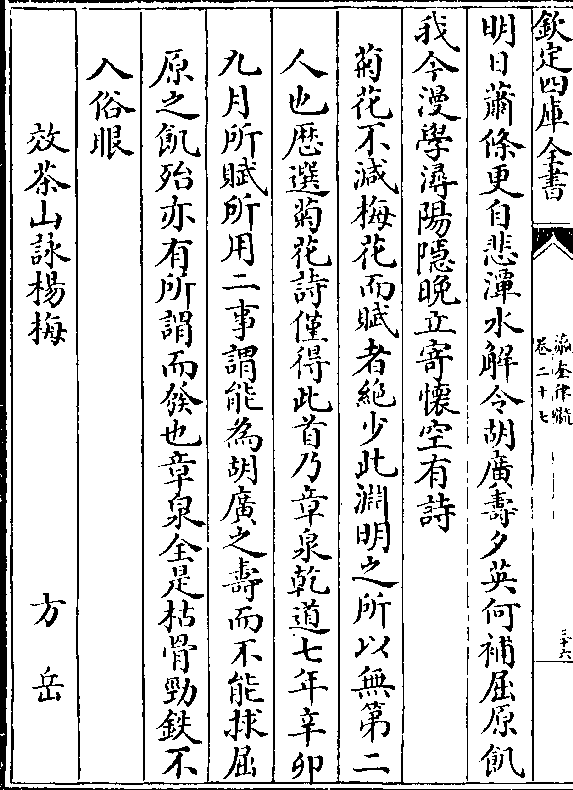 欽定四庫全書
瀛奎律髓
卷二十七
三十六
明日蕭條更自悲潭水解令胡廣壽夕英何補屈原飢
我今漫學潯陽隠晚立寄懷空有詩
菊花不減梅花而賦者絶少此淵明之所以無第二
人也歴選菊花詩僅得此首乃章泉乾道七年辛卯
九月所賦所用二事謂能為胡廣之壽而不能捄屈
原之飢殆亦有所謂而發也章泉全是枯骨勁鉄不
入俗眼
效茶山詠楊梅　方岳